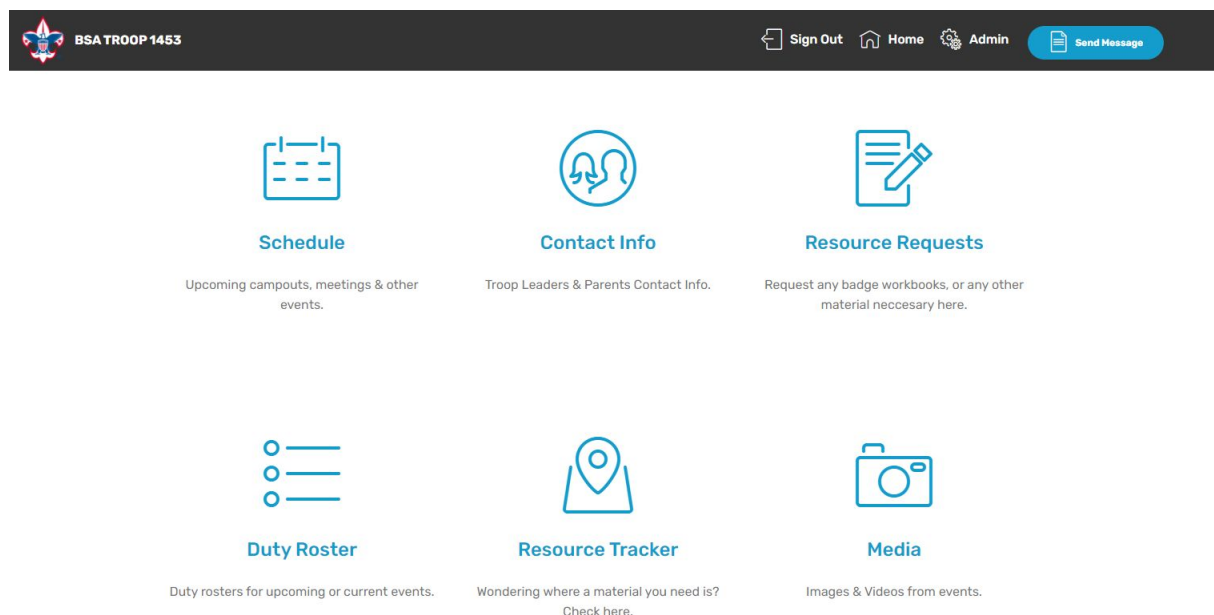 BSA TROOP 1453
Sign Out
Home
Admin
Send Message
Schedule
Upcoming campouts, meetings & other
events.
Contact Info
Troop Leaders & Parents Contact Info.
Resource Requests
Request any badge workbooks, or any other
material neccesary here.
Duty Roster
Duty rosters for upcoming or current events.
Resource Tracker
Wondering where a material you need is?
Check here.
Media
Images & Videos from events.